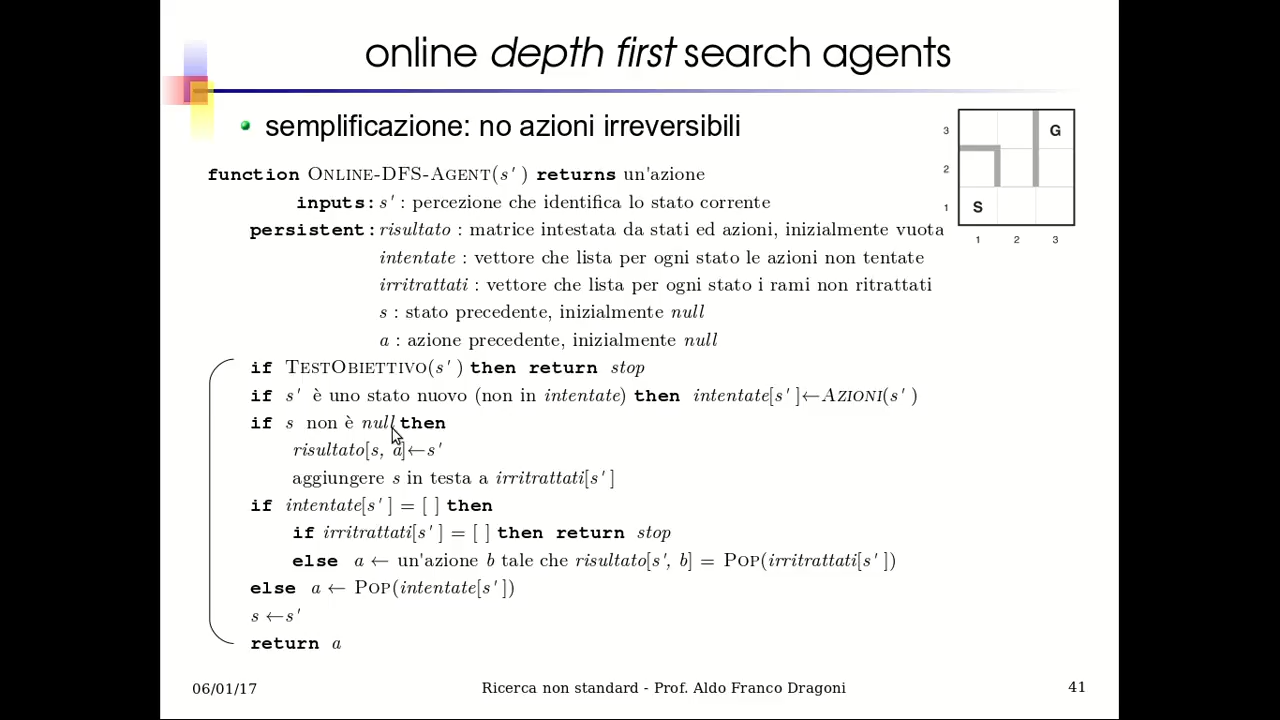 online depth first search agents
semplificazione: no azioni irreversibili
function ONLINE-DFS-AGENT(s') returns un'azione
inputs: s' : percezione che identifica lo stato corrente
persistent: risultato : matrice intestata da stati ed azioni, inizialmente vuota
intentate : vettore che lista per ogni stato le azioni non tentate
irritrattati : vettore che lista per ogni stato i rami non ritrattati
s : stato precedente, inizialmente null
a : azione precedente, inizialmente null
if TESTOBIETTIVO(s') then return stop
if s' è uno stato nuovo (non in intentate) then intentate[s']←AZIONI(s')
if s non è null then
risultato[s, a]←s'
aggiungere s in testa a irritrattati[s']
if intentate[s'] = [ ] then
if irritrattati[s'] = [ ] then return stop
else a ← un'azione b tale che risultato[s', b] = POP(irritrattati[s'])
else a ← POP(intentate[s'])
s ←s'
return a
3 G
2
1 S
1 2 3
06/01/17 Ricerca non standard - Prof. Aldo Franco Dragoni 41